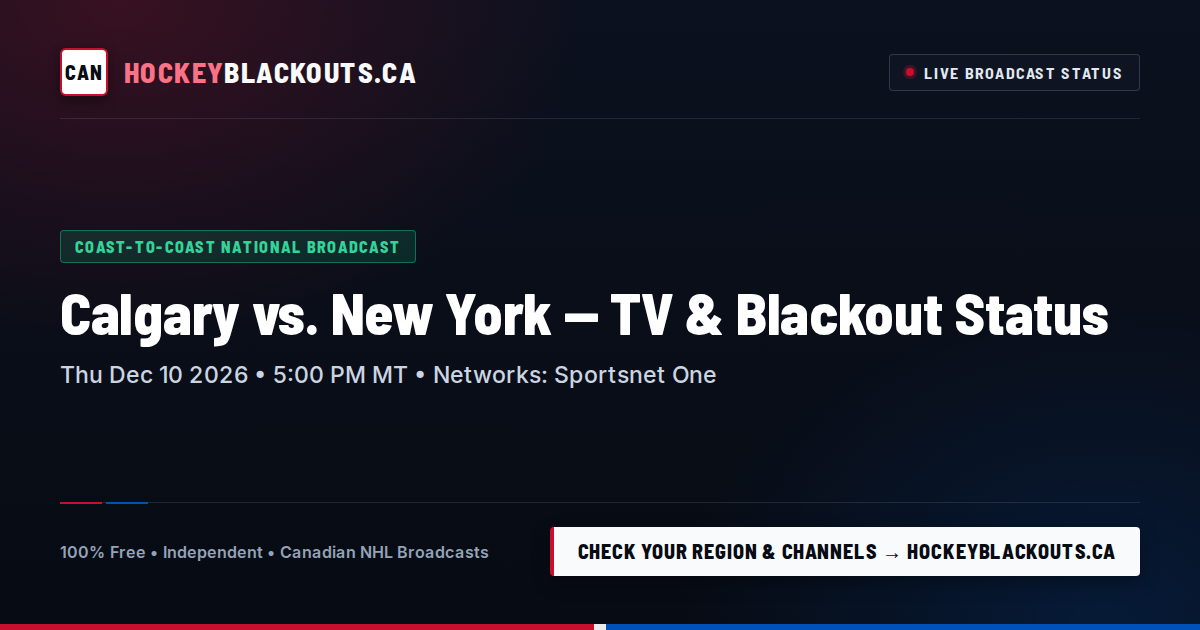 CAN HOCKEYBLACKOUTS.CA
LIVE BROADCAST STATUS
COAST-TO-COAST NATIONAL BROADCAST
Calgary vs. New York — TV & Blackout Status
Thu Dec 10 2026 • 5:00 PM MT • Networks: Sportsnet One
100% Free • Independent • Canadian NHL Broadcasts
CHECK YOUR REGION & CHANNELS → HOCKEYBLACKOUTS.CA